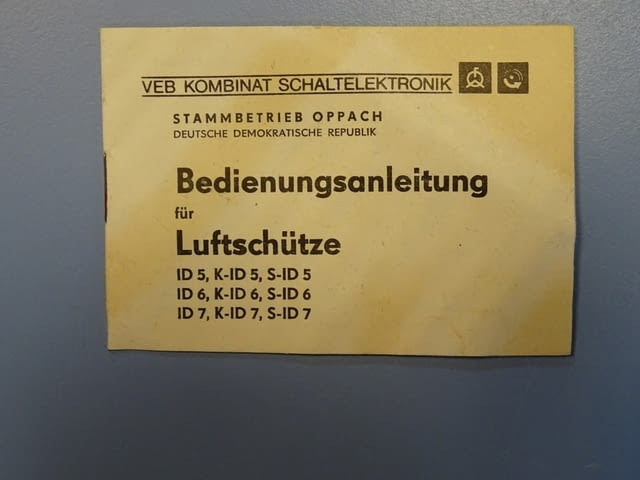 VEB KOMBINAT SCHALTELEKTRONIK
STAMMBETRIEB OPPACH
DEUTSCHE DEMOKRATISCHE REPUBLIK
Bedienungsanleitung
für
Luftschütze
ID 5, K-ID 5, S-ID 5
ID 6, K-ID 6, S-ID 6
ID 7, K-ID 7, S-ID 7